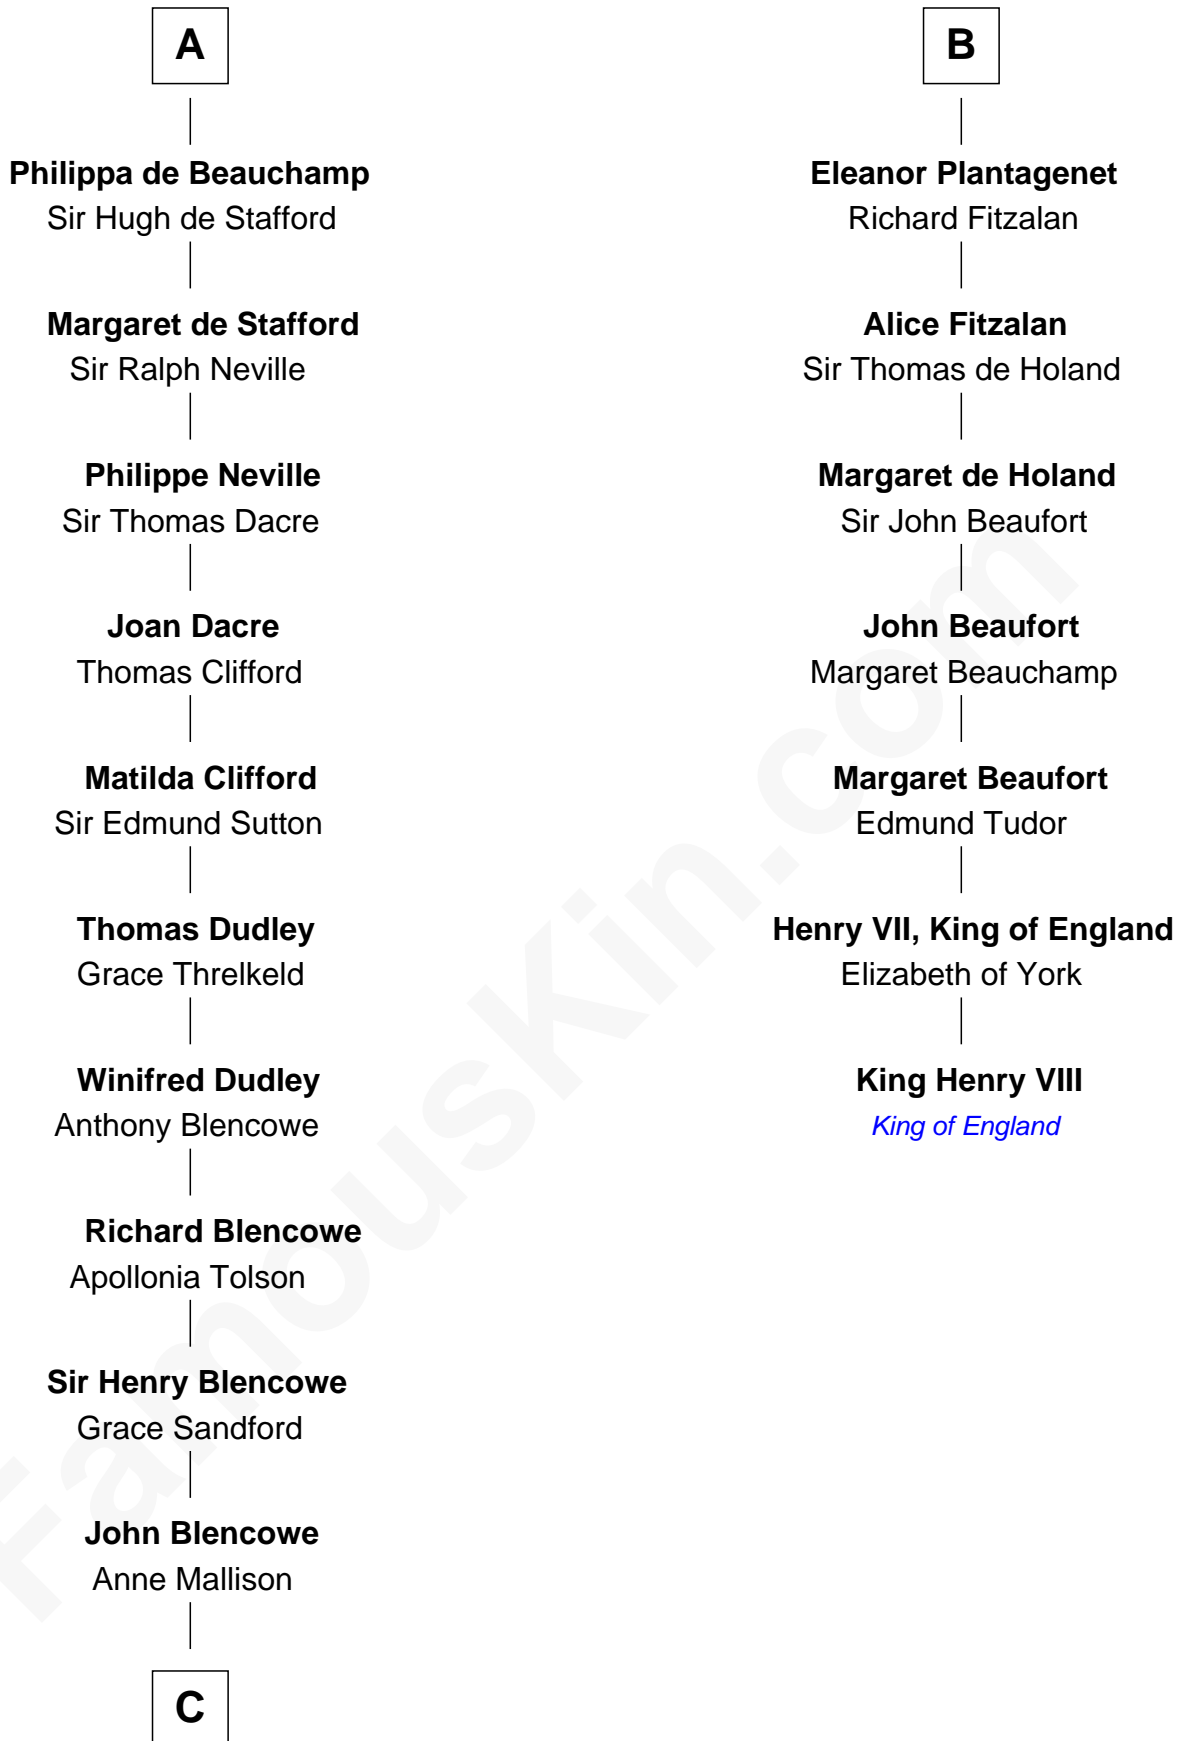 A
Philippa de Beauchamp
Sir Hugh de Stafford
Margaret de Stafford
Sir Ralph Neville
Philippe Neville
Sir Thomas Dacre
Joan Dacre
Thomas Clifford
Matilda Clifford
Sir Edmund Sutton
Thomas Dudley
Grace Threlkeld
Winifred Dudley
Anthony Blencowe
Richard Blencowe
Apollonia Tolson
Sir Henry Blencowe
Grace Sandford
John Blencowe
Anne Mallison
C
B
Eleanor Plantagenet
Richard Fitzalan
Alice Fitzalan
Sir Thomas de Holand
Margaret de Holand
Sir John Beaufort
John Beaufort
Margaret Beauchamp
Margaret Beaufort
Edmund Tudor
Henry VII, King of England
Elizabeth of York
King Henry VIII
King of England
FamousKin.com